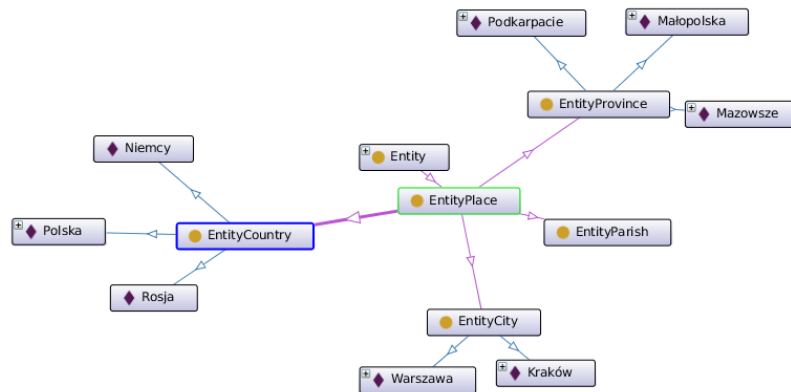 Podkarpacie
Małopolska
EntityProvince
Mazowsze
Niemcy
Entity
EntityPlace
Polska
EntityCountry
EntityParish
Rosja
EntityCity
Warszawa
Kraków